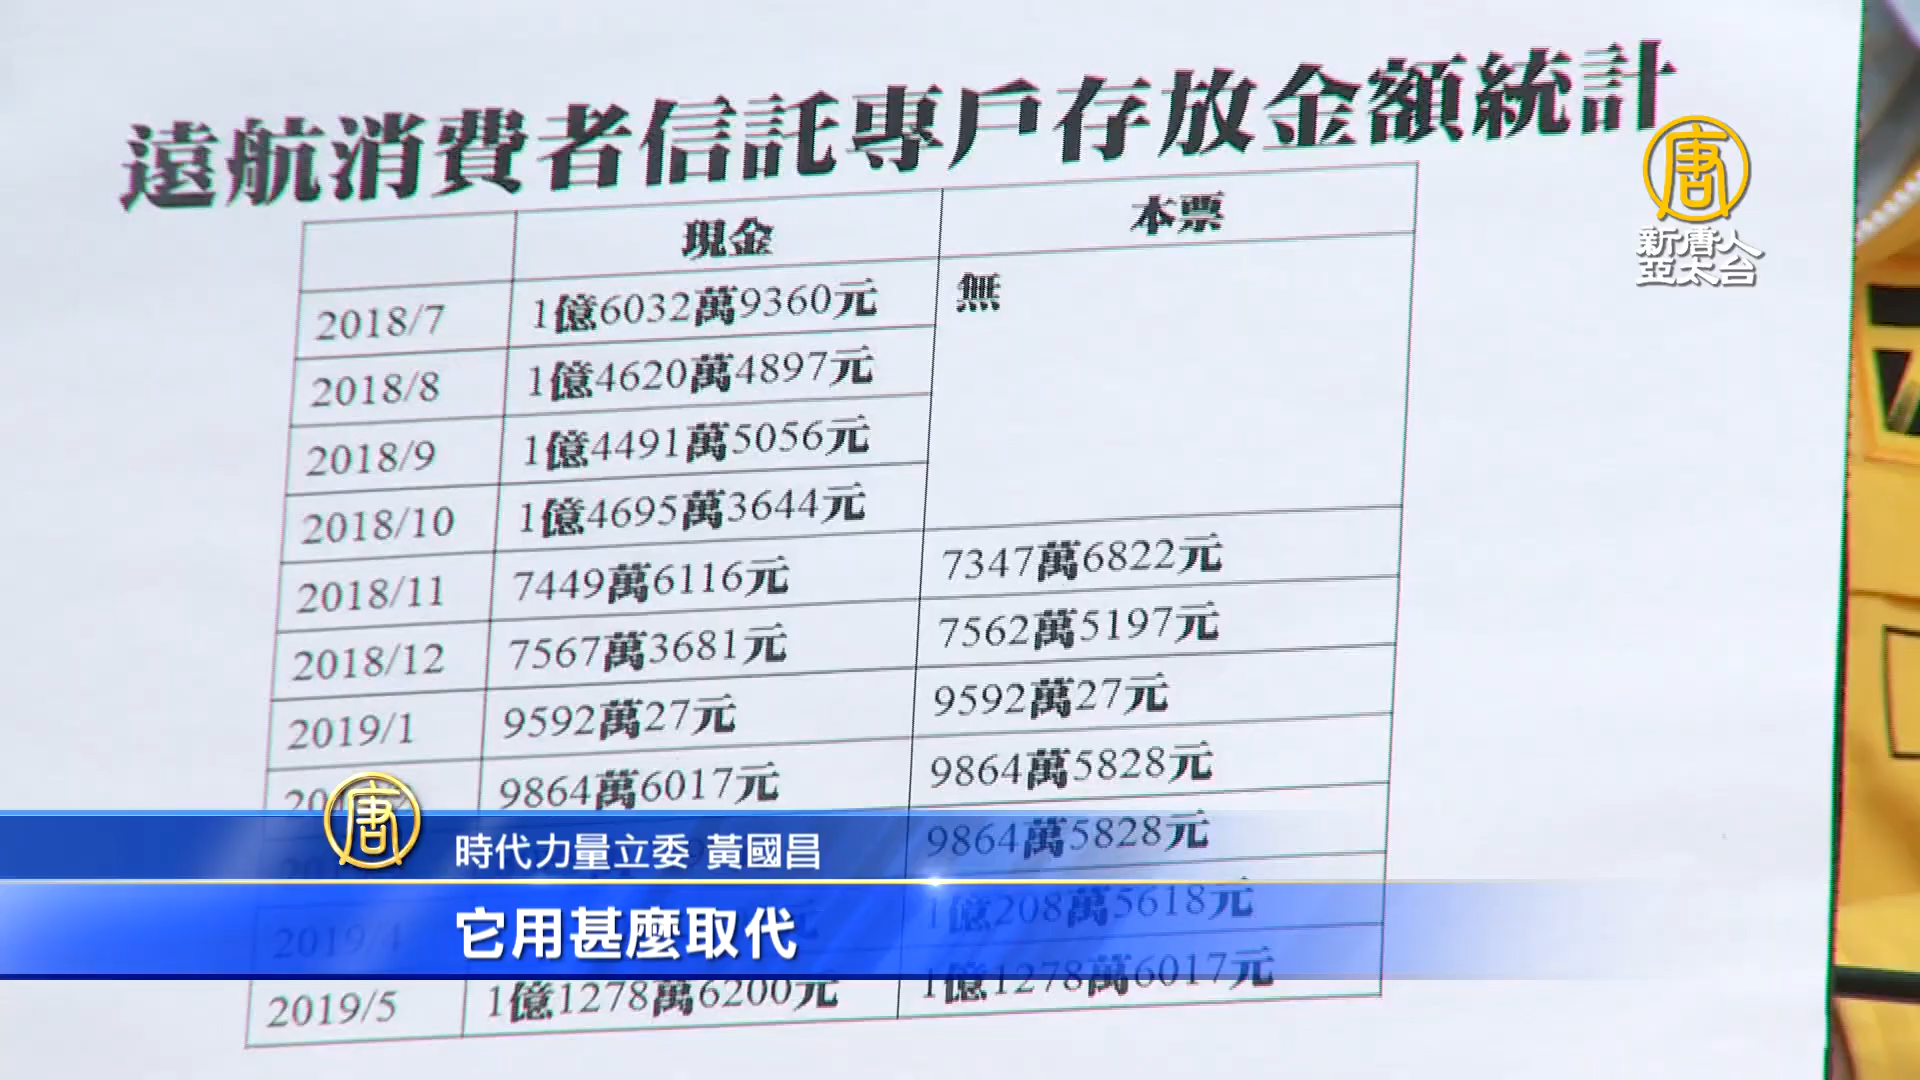 遠航消費者信託專戶存放金額統計
唐
新唐人
亞太台
現金 本票
2018/7 1億6032萬9360元 無
2018/8 1億4620萬4897元
2018/9 1億4491萬5056元
2018/10 1億4695萬3644元
2018/11 7449萬6116元 7347萬6822元
2018/12 7567萬3681元 7562萬5197元
2019/1 9592萬27元 9592萬27元
9864萬6017元 9864萬5828元
9864萬5828元
2019/4 1億208萬5618元
2019/5 1億1278萬6200元 1億1278萬6017元
唐
時代力量立委 黃國昌
它用甚麼取代